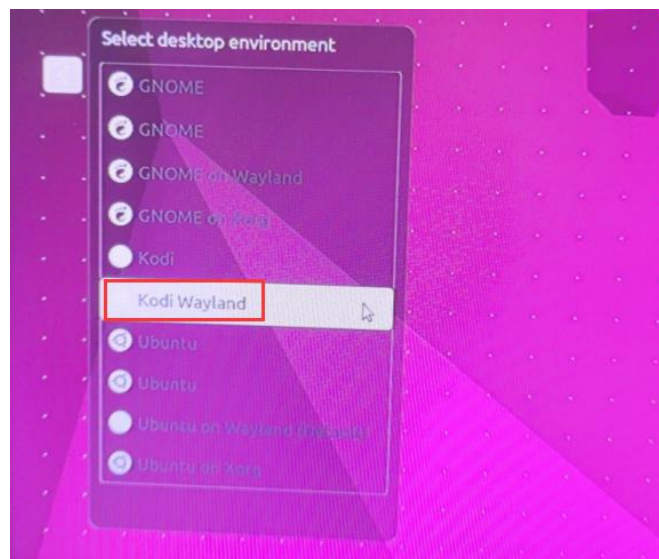 Select desktop environment
GNOME
GNOME
GNOME on Wayland
GNOME on Xorg
Kodi
Kodi Wayland
Ubuntu
Ubuntu
Ubuntu on Wayland (Default)
Ubuntu on Xorg